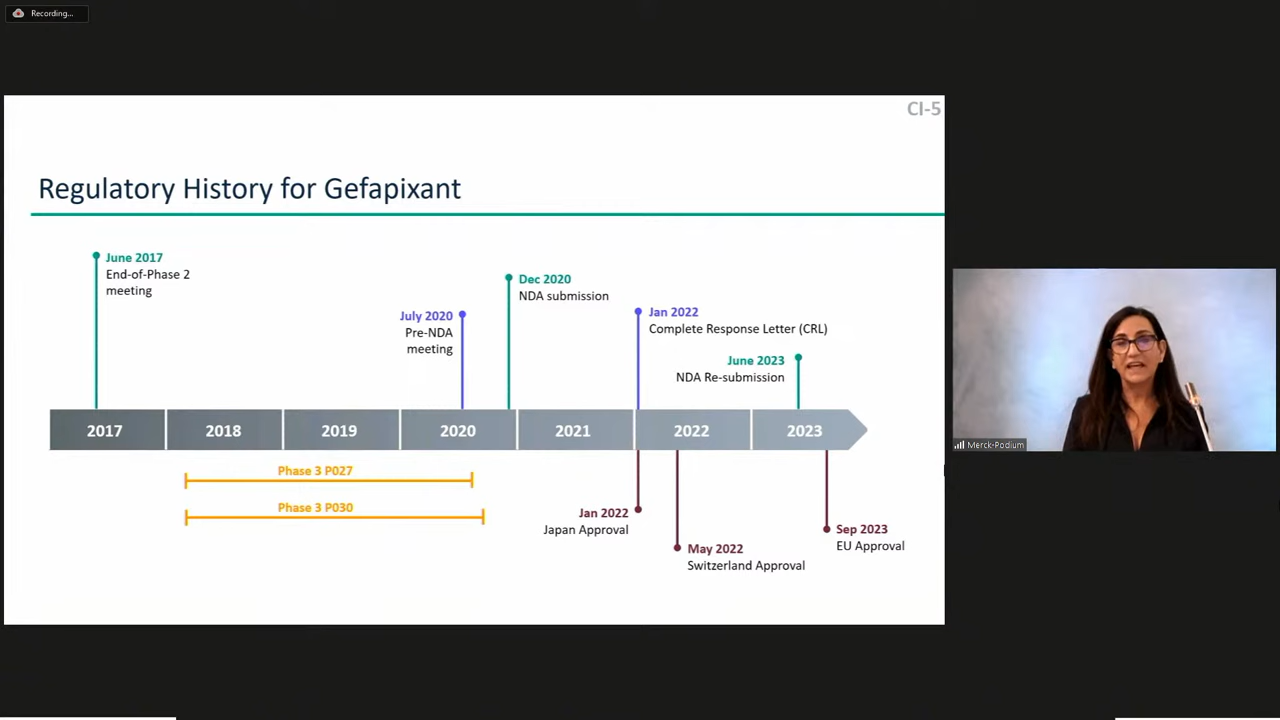 Recording...
CI-5
Regulatory History for Gefapixant
June 2017
End-of-Phase 2
meeting
July 2020
Pre-NDA
meeting
Dec 2020
NDA submission
Jan 2022
Complete Response Letter (CRL)
June 2023
NDA Re-submission
2017
2018
2019
2020
2021
2022
2023
Phase 3 P027
Phase 3 P030
Jan 2022
Japan Approval
May 2022
Switzerland Approval
Sep 2023
EU Approval
Merck-Podium